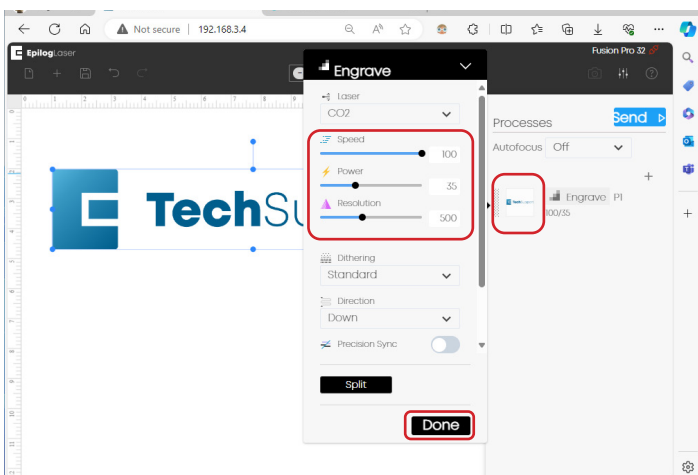 Not secure 192.168.3.4
EpilogLaser
Fusion Pro 32
Engrave
Laser
CO2
Speed
100
Power
35
Resolution
500
Dithering
Standard
Direction
Down
Precision Sync
Split
Done
Processes
Send
Autofocus Off
Engrave P1
100/35
TechSu